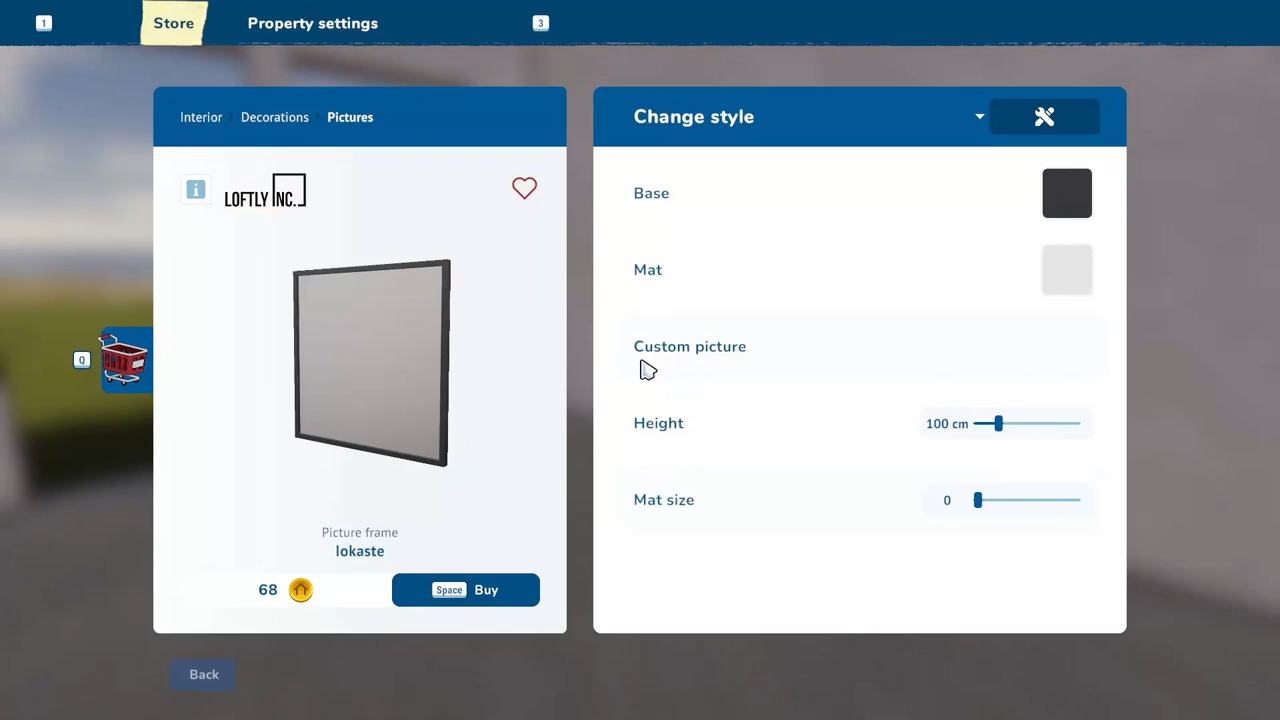 1
Store
Property settings
3
Interior
Decorations
Pictures
i
LOFTLY INC.
Picture frame
lokaste
68
Space Buy
Q
Back
Change style
Base
Mat
Custom picture
Height
100 cm
Mat size
0